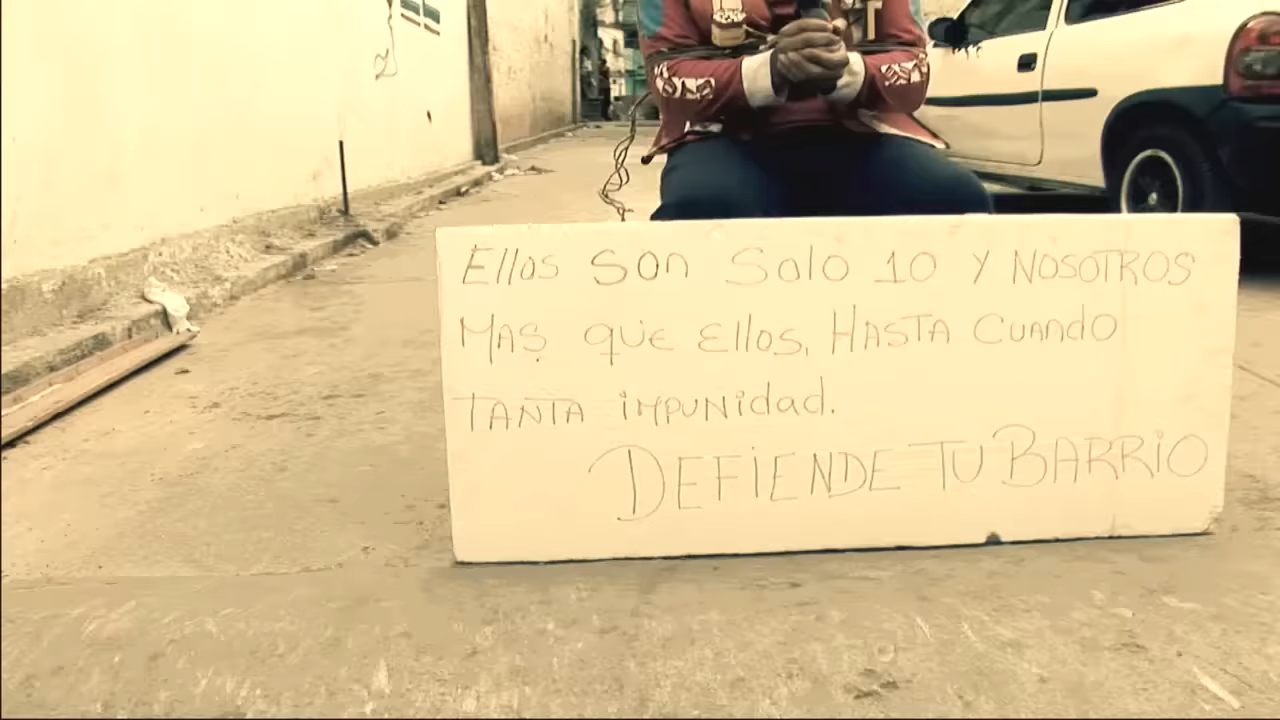 Ellos son solo 10 Y NOSOTROS
MAS que Ellos, HASTA CUANdO
TANTA iMPUNidad.
DEFiENDE TU BARRiO